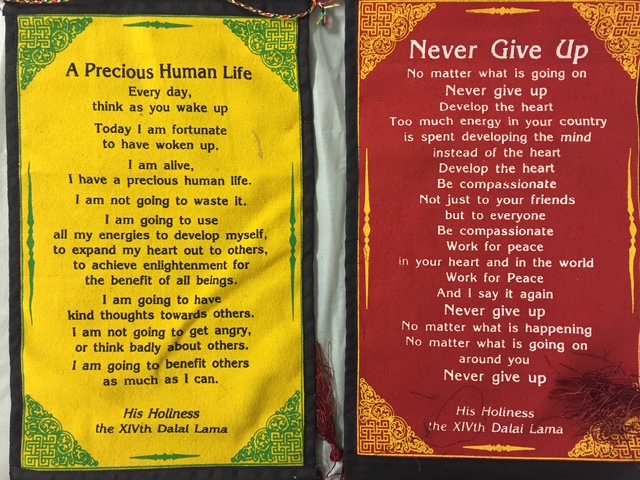 A Precious Human Life
Every day,
think as you wake up
Today I am fortunate
to have woken up.
I am alive,
I have a precious human life.
I am not going to waste it.
I am going to use
all my energies to develop myself,
to expand my heart out to others,
to achieve enlightenment for
the benefit of all beings.
I am going to have
kind thoughts towards others.
I am not going to get angry,
or think badly about others.
I am going to benefit others
as much as I can.
His Holiness
the XIVth Dalai Lama
Never Give Up
No matter what is going on
Never give up
Develop the heart
Too much energy in your country
is spent developing the mind
instead of the heart
Develop the heart
Be compassionate
Not just to your friends
but to everyone
Be compassionate
Work for peace
in your heart and in the world
Work for Peace
And I say it again
Never give up
No matter what is happening
No matter what is going on
around you
Never give up
His Holiness
the XIVth Dalai Lama